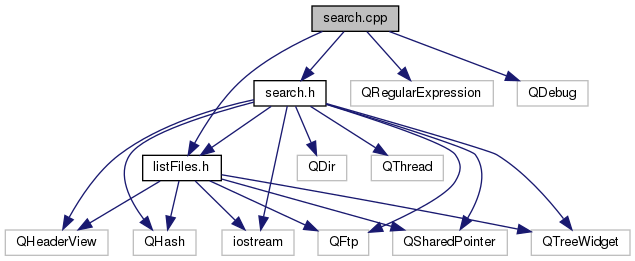 search.cpp
search.h
QRegularExpression
QDebug
listFiles.h
QDir
QThread
QHeaderView
QHash
iostream
QFtp
QSharedPointer
QTreeWidget